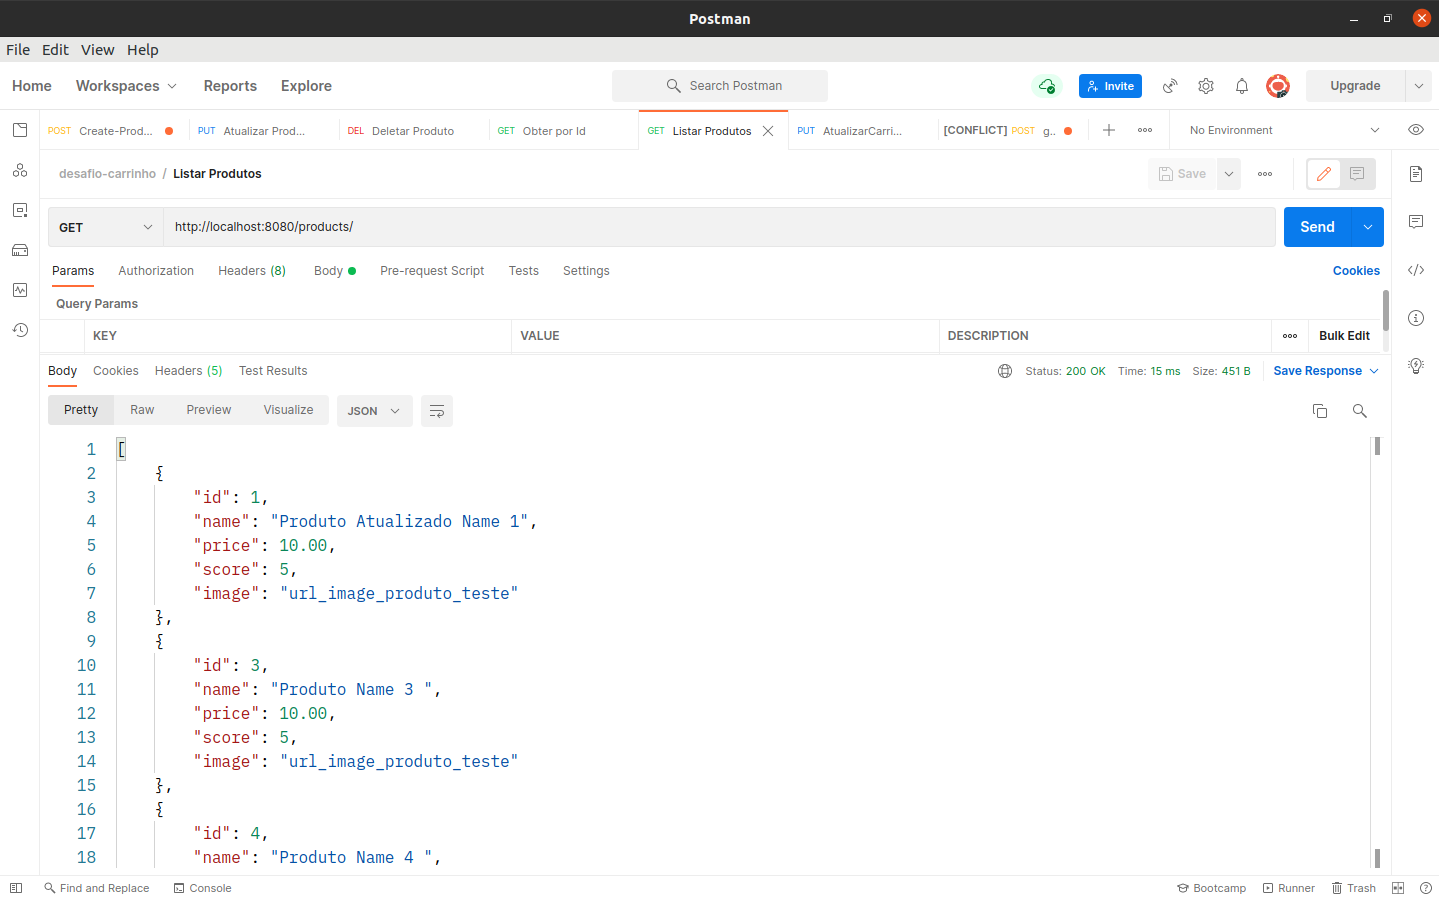 Postman
File Edit View Help
Home Workspaces Reports Explore Search Postman Invite Upgrade
POST Create-Prod... PUT Atualizar Prod... DEL Deletar Produto GET Obter por Id GET Listar Produtos PUT AtualizarCarri... [CONFLICT] POST g.. No Environment
desafio-carrinho / Listar Produtos Save
GET http://localhost:8080/products/ Send
Params Authorization Headers (8) Body Pre-request Script Tests Settings Cookies
Query Params
KEY VALUE DESCRIPTION Bulk Edit
Body Cookies Headers (5) Test Results Status: 200 OK Time: 15 ms Size: 451 B Save Response
Pretty Raw Preview Visualize JSON
1 [
2 {
3 "id": 1,
4 "name": "Produto Atualizado Name 1",
5 "price": 10.00,
6 "score": 5,
7 "image": "url_image_produto_teste"
8 },
9 {
10 "id": 3,
11 "name": "Produto Name 3 ",
12 "price": 10.00,
13 "score": 5,
14 "image": "url_image_produto_teste"
15 },
16 {
17 "id": 4,
18 "name": "Produto Name 4 ",
Find and Replace Console Bootcamp Runner Trash